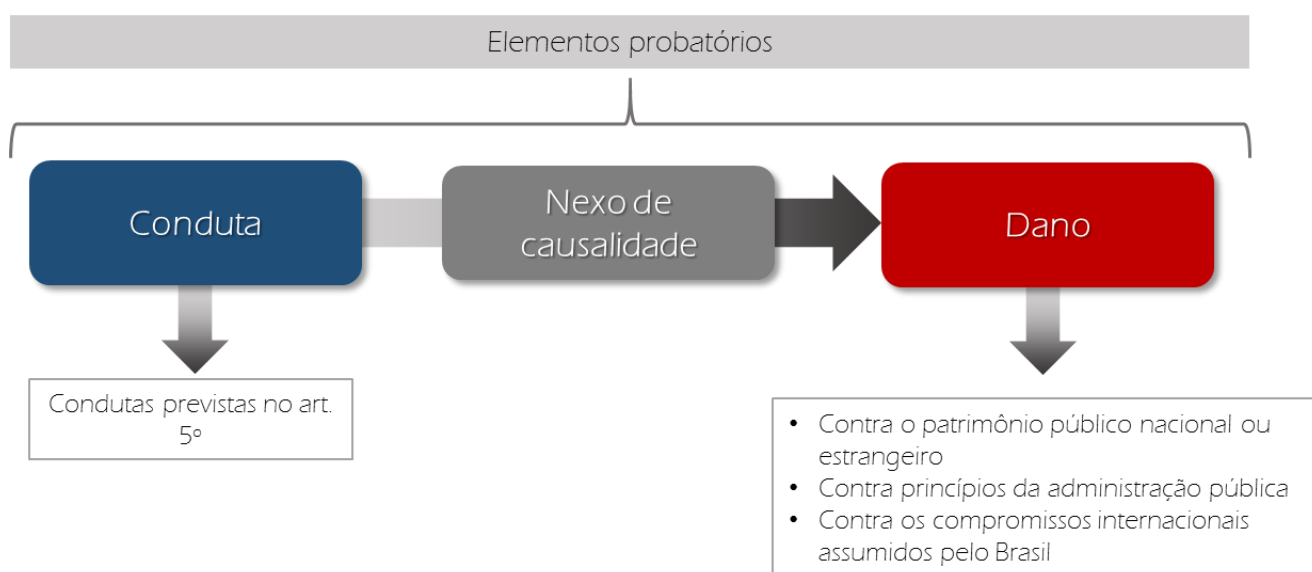 Elementos probatórios
Conduta
Nexo de
causalidade
Dano
Condutas previstas no art.
5º
• Contra o patrimônio público nacional ou
estrangeiro
• Contra princípios da administração pública
• Contra os compromissos internacionais
assumidos pelo Brasil